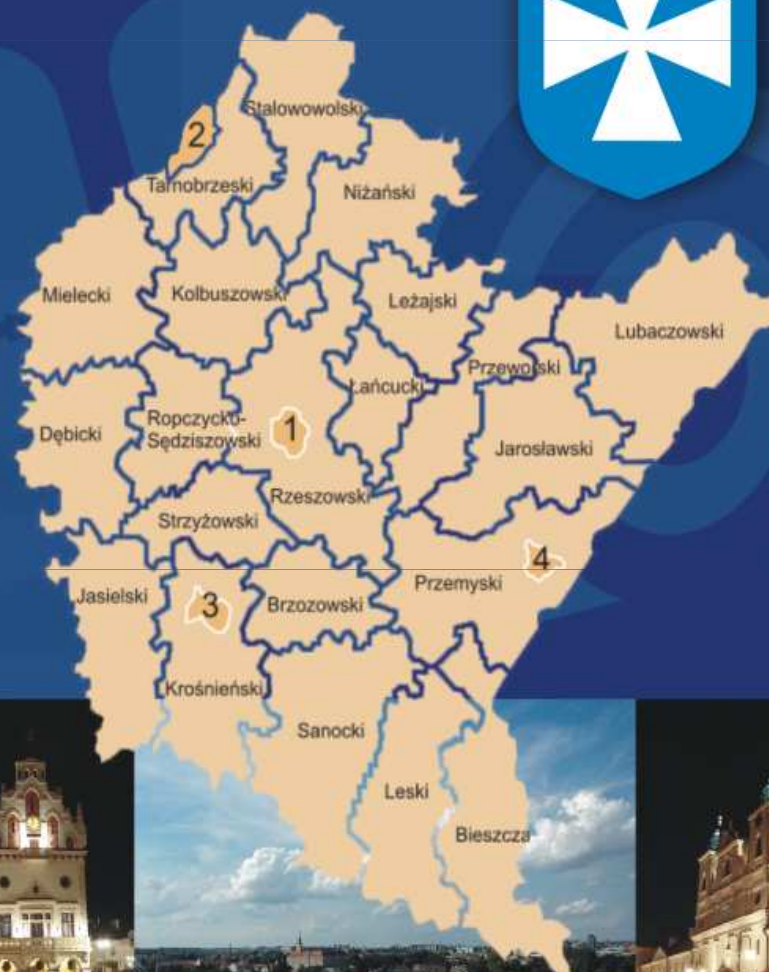 Stalowowolski
2
Tarnobrzeski
Niżański
Mielecki
Kolbuszowski
Leżajski
Lubaczowski
Przeworski
Łańcucki
Dębicki
Ropczycko-
Sędziszowski
1
Jarosławski
Rzeszowski
Strzyżowski
4
Przemyski
Jasielski
3
Brzozowski
Krośnieński
Sanocki
Leski
Bieszcza